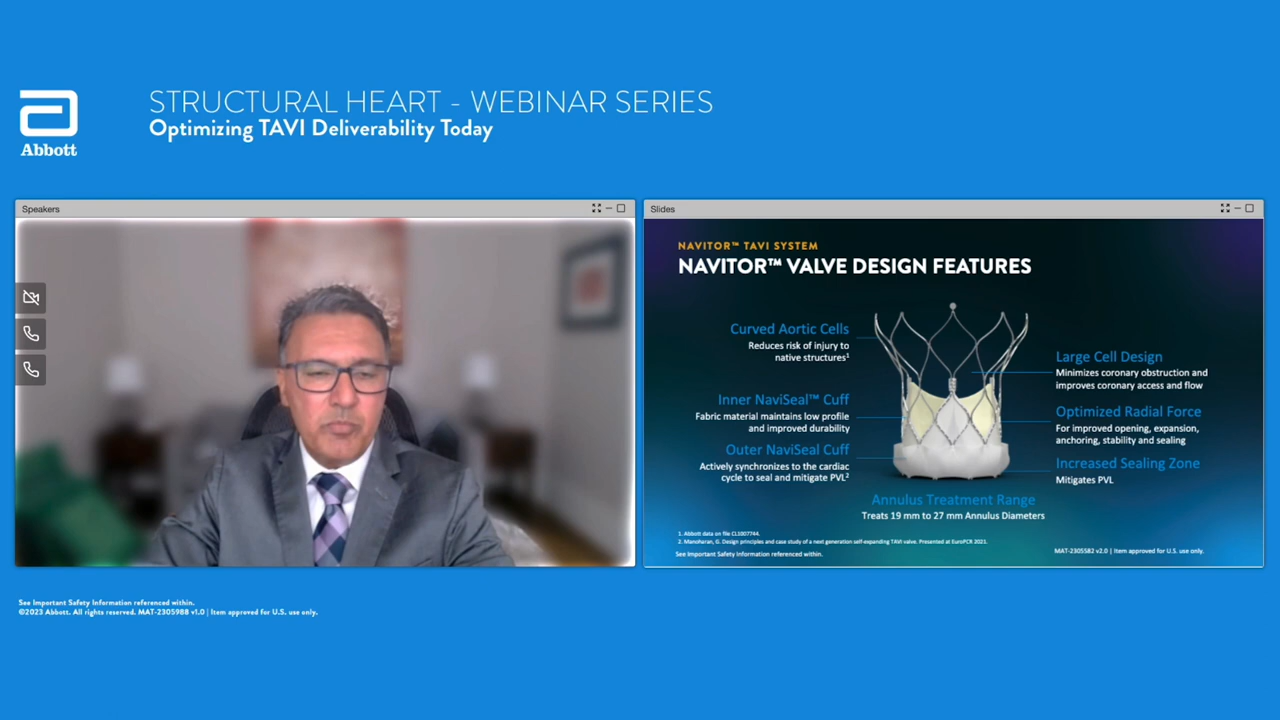 STRUCTURAL HEART - WEBINAR SERIES
Optimizing TAVI Deliverability Today
Abbott
Speakers
Slides
NAVITOR™ TAVI SYSTEM
NAVITOR™ VALVE DESIGN FEATURES
Curved Aortic Cells
Reduces risk of injury to
native structures¹
Inner NaviSeal™ Cuff
Fabric material maintains low profile
and improved durability
Outer NaviSeal Cuff
Actively synchronizes to the cardiac
cycle to seal and mitigate PVL²
Large Cell Design
Minimizes coronary obstruction and
improves coronary access and flow
Optimized Radial Force
For improved opening, expansion,
anchoring, stability and sealing
Increased Sealing Zone
Mitigates PVL
Annulus Treatment Range
Treats 19 mm to 27 mm Annulus Diameters
1. Abbott data on file CL1007744.
2. Manoharan, G. Design principles and case study of a next generation self-expanding TAVI valve. Presented at EuroPCR 2021.
See Important Safety Information referenced within.
MAT-2305582 v2.0 | Item approved for U.S. use only.
See Important Safety Information referenced within.
©2023 Abbott. All rights reserved. MAT-2305988 v1.0 | Item approved for U.S. use only.